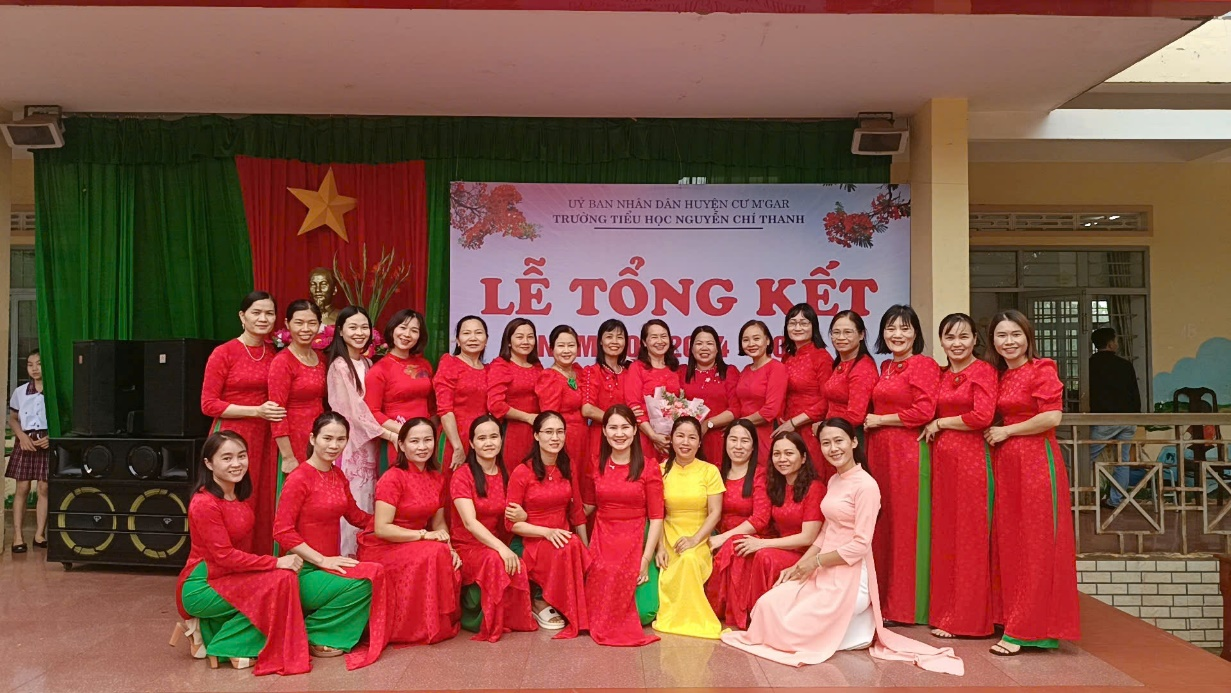 UỶ BAN NHÂN DÂN HUYỆN CƯ M'GAR
TRƯỜNG TIỂU HỌC NGUYỄN CHÍ THANH
LỄ TỔNG KẾT